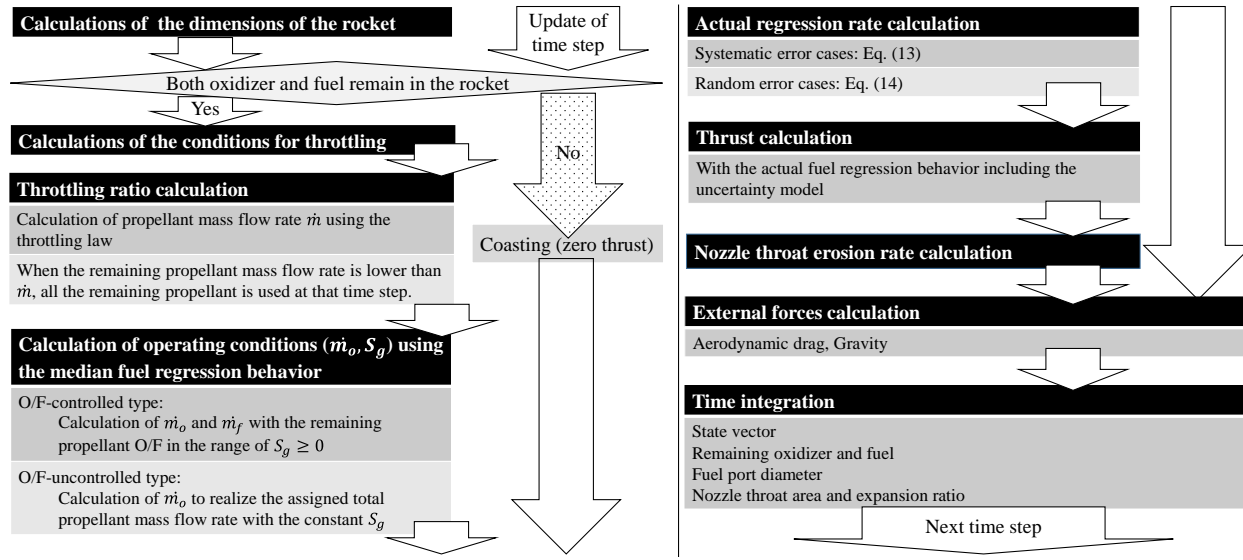 Calculations of the dimensions of the rocket
Update of
time step
Both oxidizer and fuel remain in the rocket
Yes
No
Calculations of the conditions for throttling
Throttling ratio calculation
Calculation of propellant mass flow rate ṁ using the
throttling law
When the remaining propellant mass flow rate is lower than
ṁ, all the remaining propellant is used at that time step.
Coasting (zero thrust)
Calculation of operating conditions (ṁₒ, S_g) using
the median fuel regression behavior
O/F-controlled type:
Calculation of ṁₒ and ṁ_f with the remaining
propellant O/F in the range of S_g ≥ 0
O/F-uncontrolled type:
Calculation of ṁₒ to realize the assigned total
propellant mass flow rate with the constant S_g
Actual regression rate calculation
Systematic error cases: Eq. (13)
Random error cases: Eq. (14)
Thrust calculation
With the actual fuel regression behavior including the
uncertainty model
Nozzle throat erosion rate calculation
External forces calculation
Aerodynamic drag, Gravity
Time integration
State vector
Remaining oxidizer and fuel
Fuel port diameter
Nozzle throat area and expansion ratio
Next time step